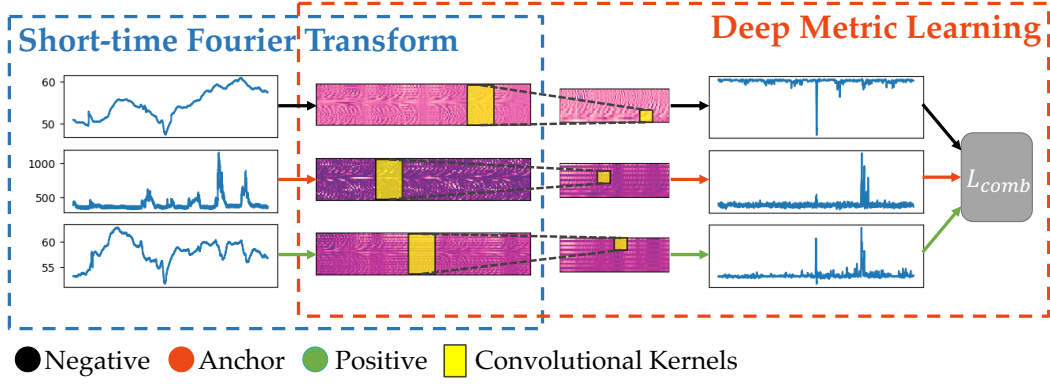 Short-time Fourier Transform
Deep Metric Learning
60
50
1000
500
60
55
L_comb
Negative
Anchor
Positive
Convolutional Kernels